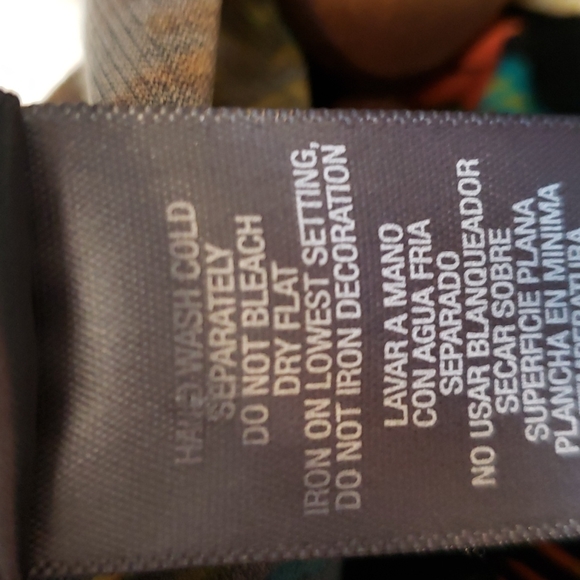 HAND WASH COLD
SEPARATELY
DO NOT BLEACH
DRY FLAT
IRON ON LOWEST SETTING,
DO NOT IRON DECORATION
LAVAR A MANO
CON AGUA FRIA
SEPARADO
NO USAR BLANQUEADOR
SECAR SOBRE
SUPERFICIE PLANA
PLANCHA EN MINIMA